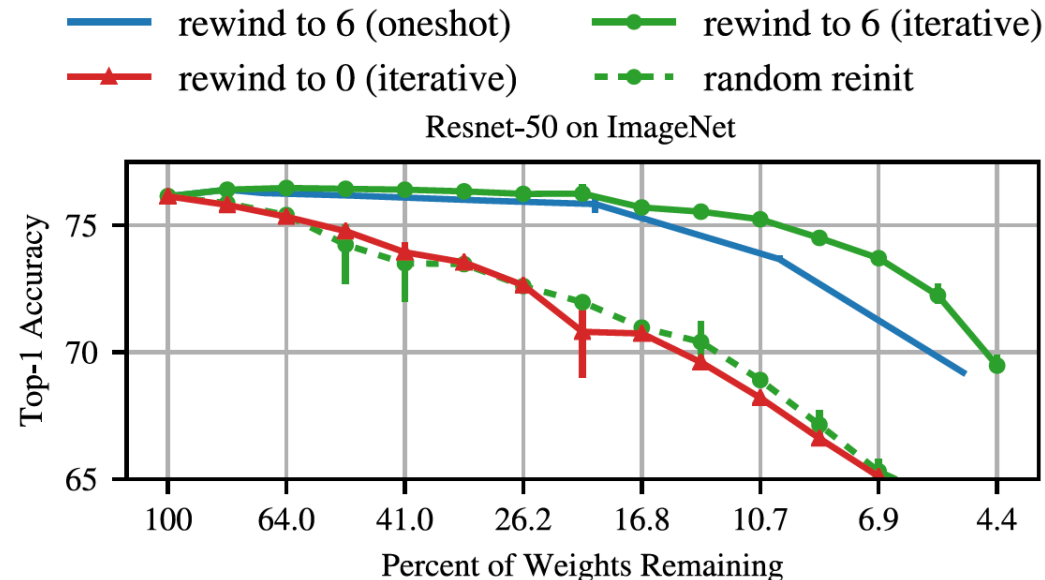 rewind to 6 (oneshot) rewind to 6 (iterative)
rewind to 0 (iterative) random reinit
Resnet-50 on ImageNet
Top-1 Accuracy
75
70
65
100 64.0 41.0 26.2 16.8 10.7 6.9 4.4
Percent of Weights Remaining